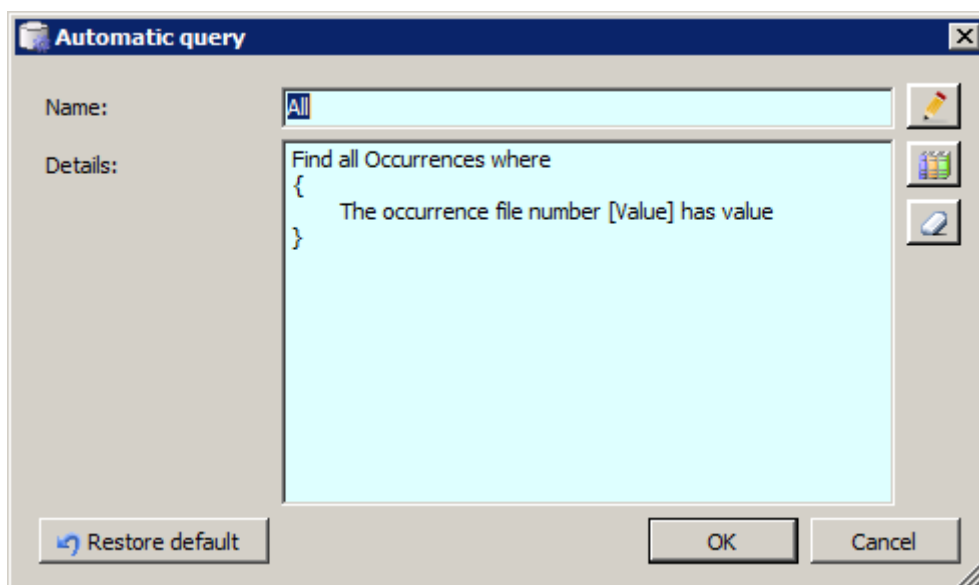 Automatic query
Name:
All
Details:
Find all Occurrences where
{
The occurrence file number [Value] has value
}
Restore default
OK
Cancel